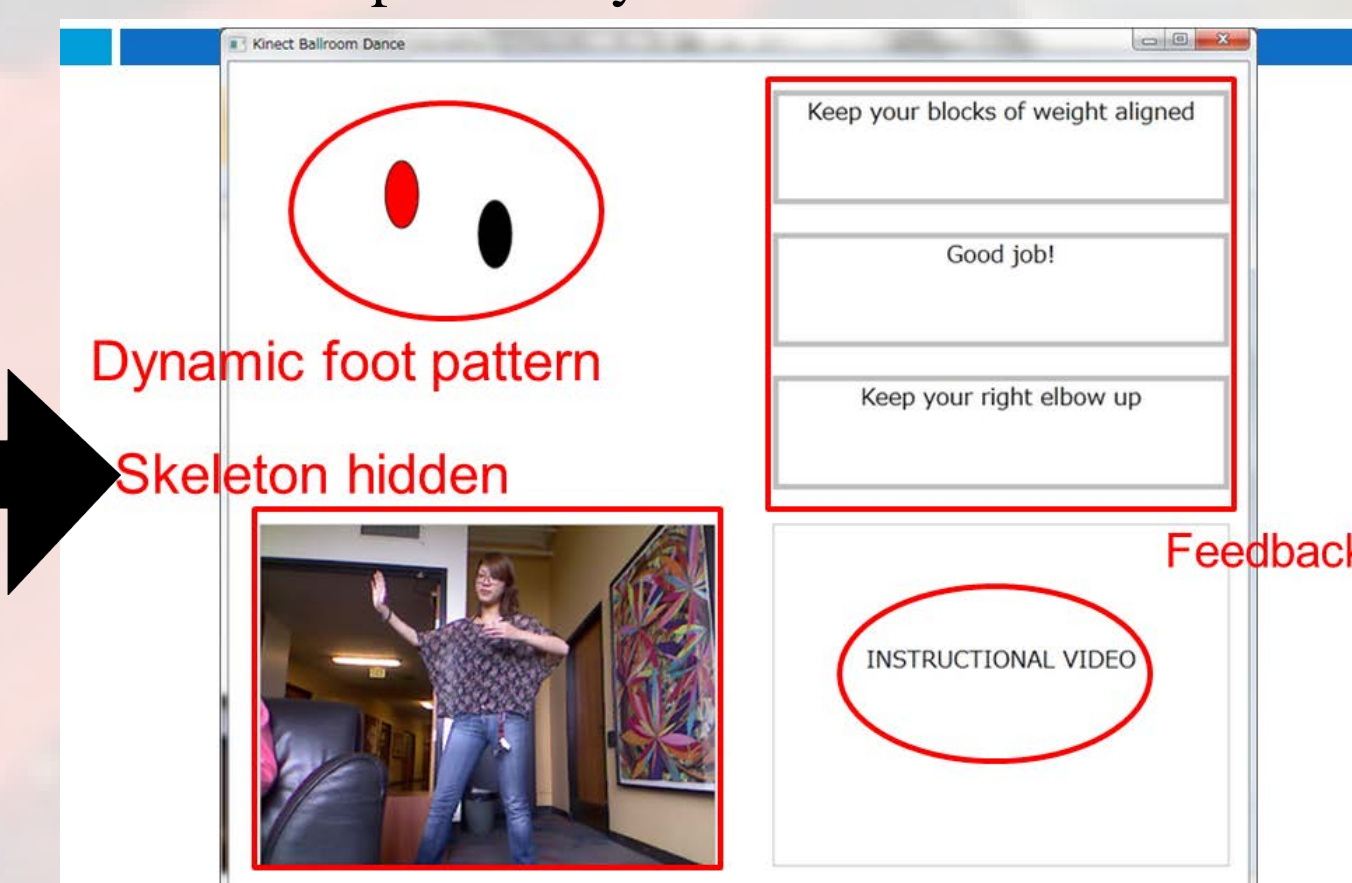 Kinect Ballroom Dance
Keep your blocks of weight aligned
Good job!
Dynamic foot pattern
Keep your right elbow up
Skeleton hidden
Feedback
INSTRUCTIONAL VIDEO